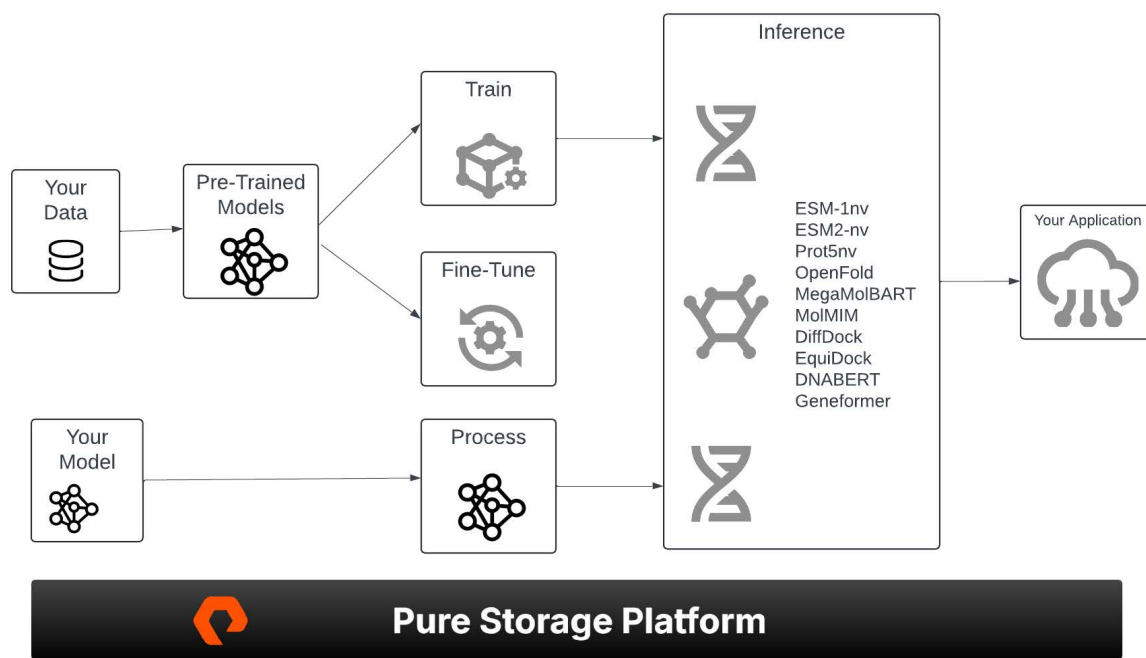 Your
Data
Pre-Trained
Models
Train
Fine-Tune
Your
Model
Process
Inference
ESM-1nv
ESM2-nv
Prot5nv
OpenFold
MegaMolBART
MolMIM
DiffDock
EquiDock
DNABERT
Geneformer
Your Application
Pure Storage Platform